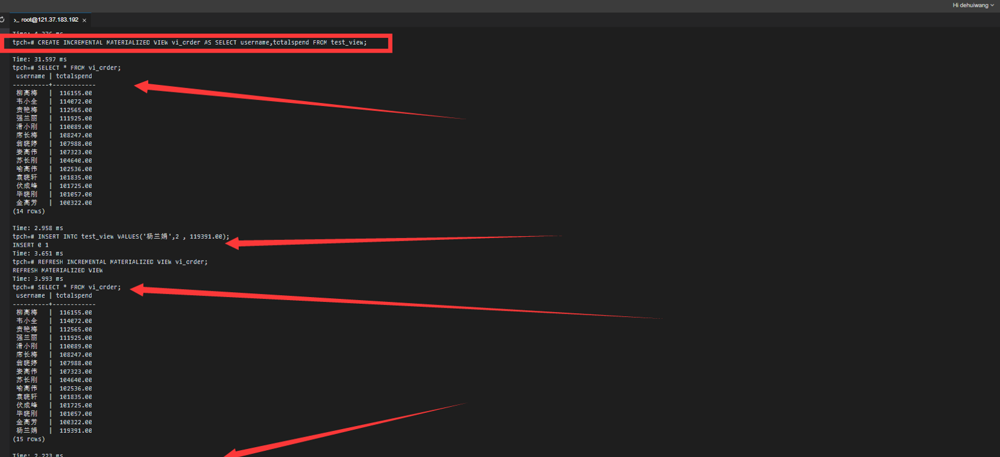 Hi dehuiwang
>_ root@121.37.183.192 ×
Time: 4.376 ms
tpch=# CREATE INCREMENTAL MATERIALIZED VIEW vi_order AS SELECT username,totalspend FROM test_view;
Time: 31.597 ms
tpch=# SELECT * FROM vi_order;
username | totalspend
----------+------------
柳高梅 | 116155.00
韦小全 | 114072.00
贲艳梅 | 112565.00
强兰丽 | 111925.00
滑小刚 | 110089.00
席长梅 | 108247.00
翁晓婷 | 107988.00
娄高伟 | 107323.00
苏长刚 | 104640.00
喻高伟 | 102536.00
袁晓轩 | 101835.00
伏成峰 | 101725.00
毕晓刚 | 101057.00
金高芳 | 100322.00
(14 rows)
Time: 2.958 ms
tpch=# INSERT INTO test_view VALUES('杨兰娟',2 , 119391.00);
INSERT 0 1
Time: 3.651 ms
tpch=# REFRESH INCREMENTAL MATERIALIZED VIEW vi_order;
REFRESH MATERIALIZED VIEW
Time: 3.993 ms
tpch=# SELECT * FROM vi_order;
username | totalspend
----------+------------
柳高梅 | 116155.00
韦小全 | 114072.00
贲艳梅 | 112565.00
强兰丽 | 111925.00
滑小刚 | 110089.00
席长梅 | 108247.00
翁晓婷 | 107988.00
娄高伟 | 107323.00
苏长刚 | 104640.00
喻高伟 | 102536.00
袁晓轩 | 101835.00
伏成峰 | 101725.00
毕晓刚 | 101057.00
金高芳 | 100322.00
杨兰娟 | 119391.00
(15 rows)
Time: 2.223 ms